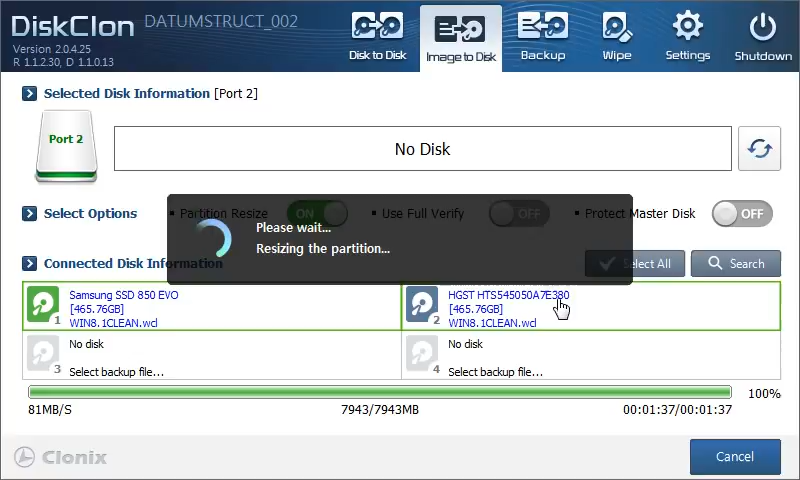 DiskClon
DATUMSTRUCT_002
Version 2.0.4.25
R 1.1.2.30, D 1.1.0.13
Disk to Disk
Image to Disk
Backup
Wipe
Settings
Shutdown
Selected Disk Information [Port 2]
Port 2
No Disk
Select Options
Partition Resize
ON
Use Full Verify
OFF
Protect Master Disk
OFF
Please wait...
Resizing the partition...
Connected Disk Information
Select All
Search
1
Samsung SSD 850 EVO
[465.76GB]
WIN8.1CLEAN.wcl
2
HGST HTS545050A7E380
[465.76GB]
WIN8.1CLEAN.wcl
3
No disk
Select backup file...
4
No disk
Select backup file...
100%
81MB/S
7943/7943MB
00:01:37/00:01:37
Clonix
Cancel